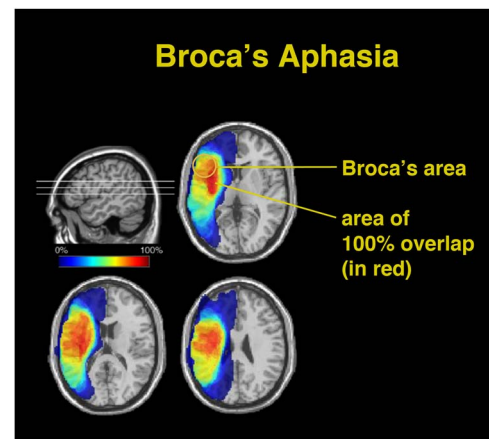 Broca's Aphasia
Broca's area
area of
100% overlap
(in red)
0% 100%